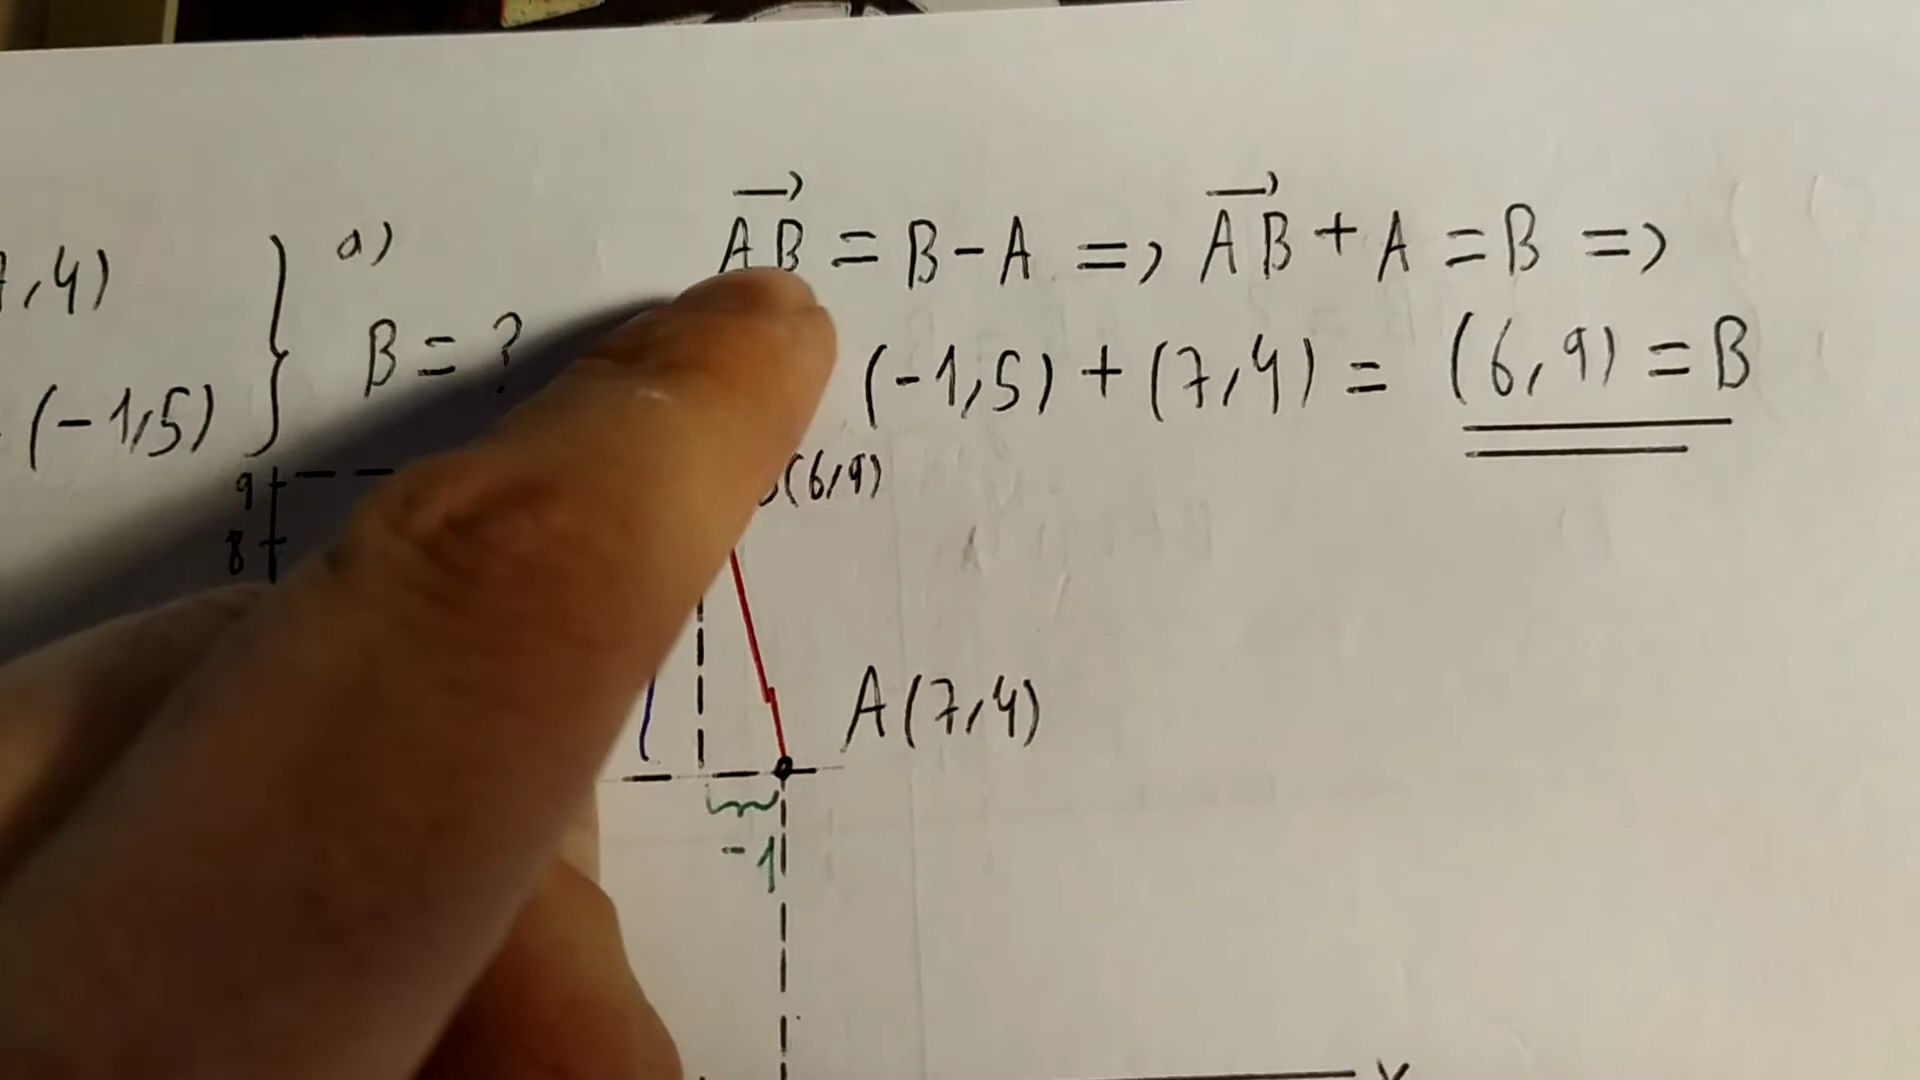 → →
AB = B - A => AB + A = B =>
,4) } a)
B = ?
(-1,5)
(-1,5) + (7,4) = (6,9) = B
9
(6,9)
8
A(7,4)
-1